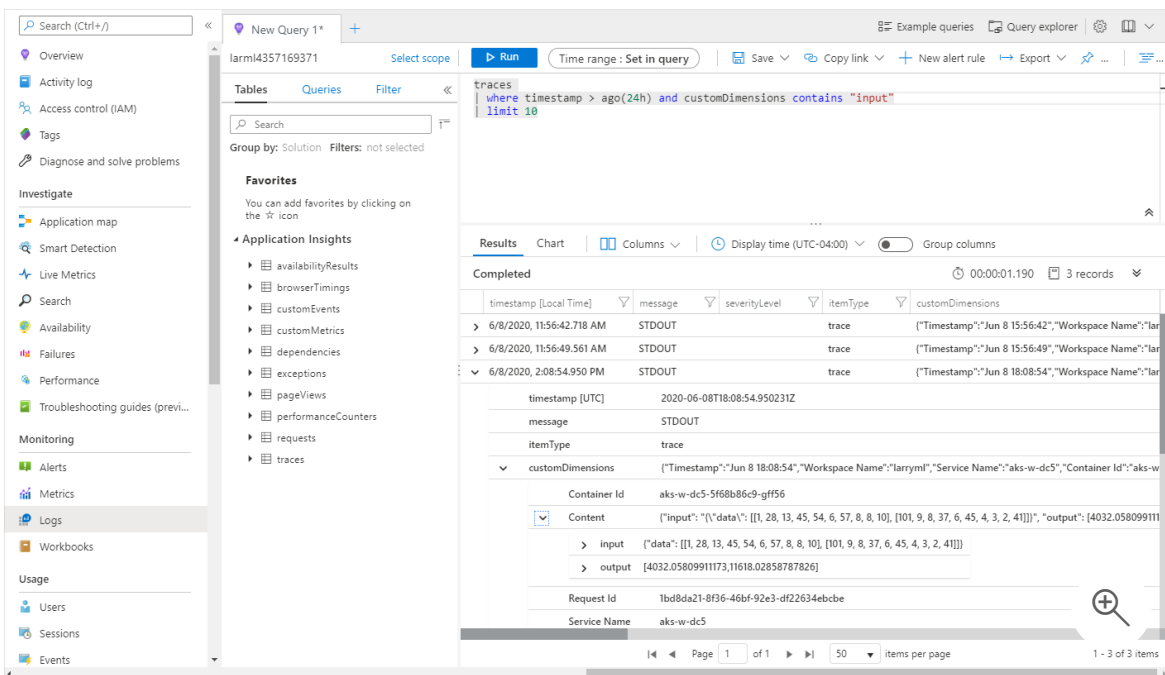 Search (Ctrl+/)
Overview
Activity log
Access control (IAM)
Tags
Diagnose and solve problems
Investigate
Application map
Smart Detection
Live Metrics
Search
Availability
Failures
Performance
Troubleshooting guides (previ...
Monitoring
Alerts
Metrics
Logs
Workbooks
Usage
Users
Sessions
Events
New Query 1*
Example queries Query explorer
larml4357169371 Select scope
Run Time range : Set in query Save Copy link New alert rule Export ...
Tables Queries Filter
Search
Group by: Solution Filters: not selected
Favorites
You can add favorites by clicking on
the ☆ icon
Application Insights
availabilityResults
browserTimings
customEvents
customMetrics
dependencies
exceptions
pageViews
performanceCounters
requests
traces
traces
| where timestamp > ago(24h) and customDimensions contains "input"
| limit 10
Results Chart Columns Display time (UTC-04:00) Group columns
Completed 00:00:01.190 3 records
timestamp [Local Time] message severityLevel itemType customDimensions
6/8/2020, 11:56:42.718 AM STDOUT trace {"Timestamp":"Jun 8 15:56:42","Workspace Name":"lar
6/8/2020, 11:56:49.561 AM STDOUT trace {"Timestamp":"Jun 8 15:56:49","Workspace Name":"lar
6/8/2020, 2:08:54.950 PM STDOUT trace {"Timestamp":"Jun 8 18:08:54","Workspace Name":"lar
timestamp [UTC] 2020-06-08T18:08:54.950231Z
message STDOUT
itemType trace
customDimensions {"Timestamp":"Jun 8 18:08:54","Workspace Name":"larryml","Service Name":"aks-w-dc5","Container Id":"aks-w
Container Id aks-w-dc5-5f68b86c9-gff56
Content {"input": "{\"data\": [[1, 28, 13, 45, 54, 6, 57, 8, 8, 10], [101, 9, 8, 37, 6, 45, 4, 3, 2, 41]]}", "output": [4032.058099111
input {"data": [[1, 28, 13, 45, 54, 6, 57, 8, 8, 10], [101, 9, 8, 37, 6, 45, 4, 3, 2, 41]]}
output [4032.05809911173,11618.02858787826]
Request Id 1bd8da21-8f36-46bf-92e3-df22634ebcbe
Service Name aks-w-dc5
Page 1 of 1 50 items per page 1 - 3 of 3 items